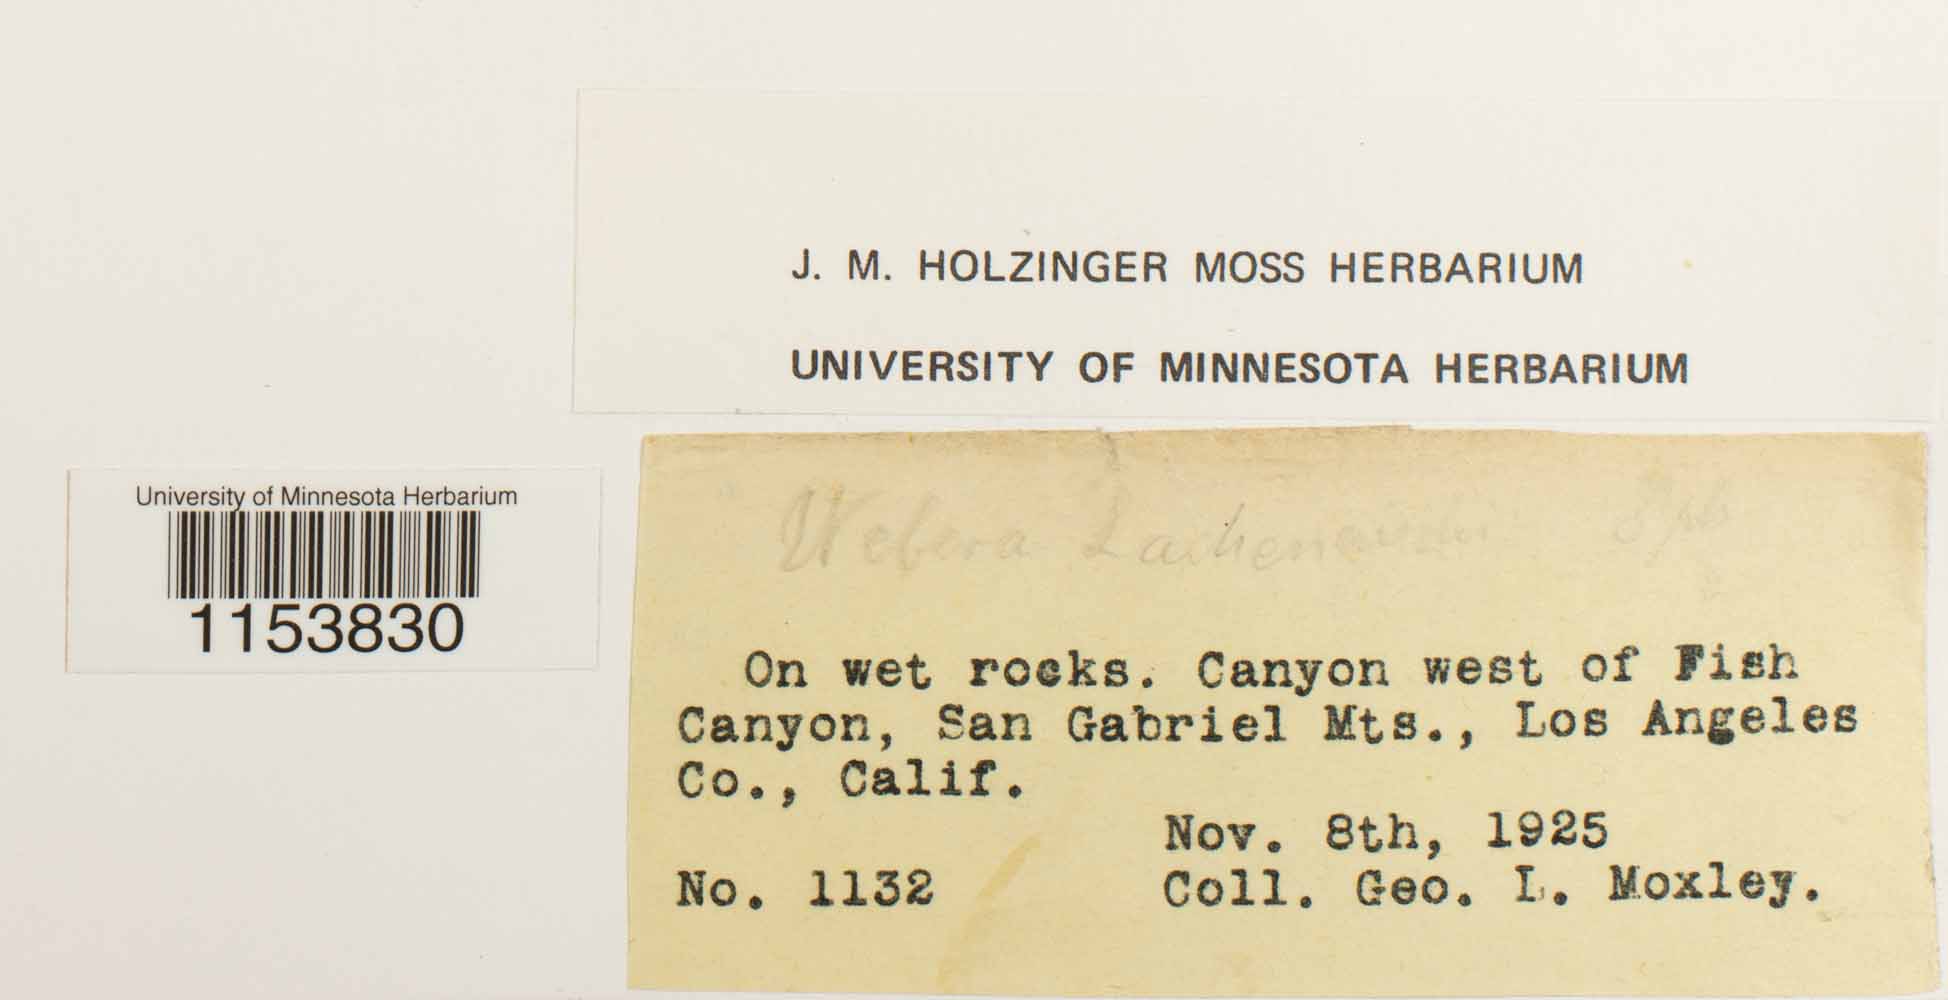 J. M. HOLZINGER MOSS HERBARIUM
UNIVERSITY OF MINNESOTA HERBARIUM
University of Minnesota Herbarium
1153830
Webera
On wet rocks. Canyon west of Fish
Canyon, San Gabriel Mts., Los Angeles
Co., Calif.
Nov. 8th, 1925
No. 1132 Coll. Geo. L. Moxley.